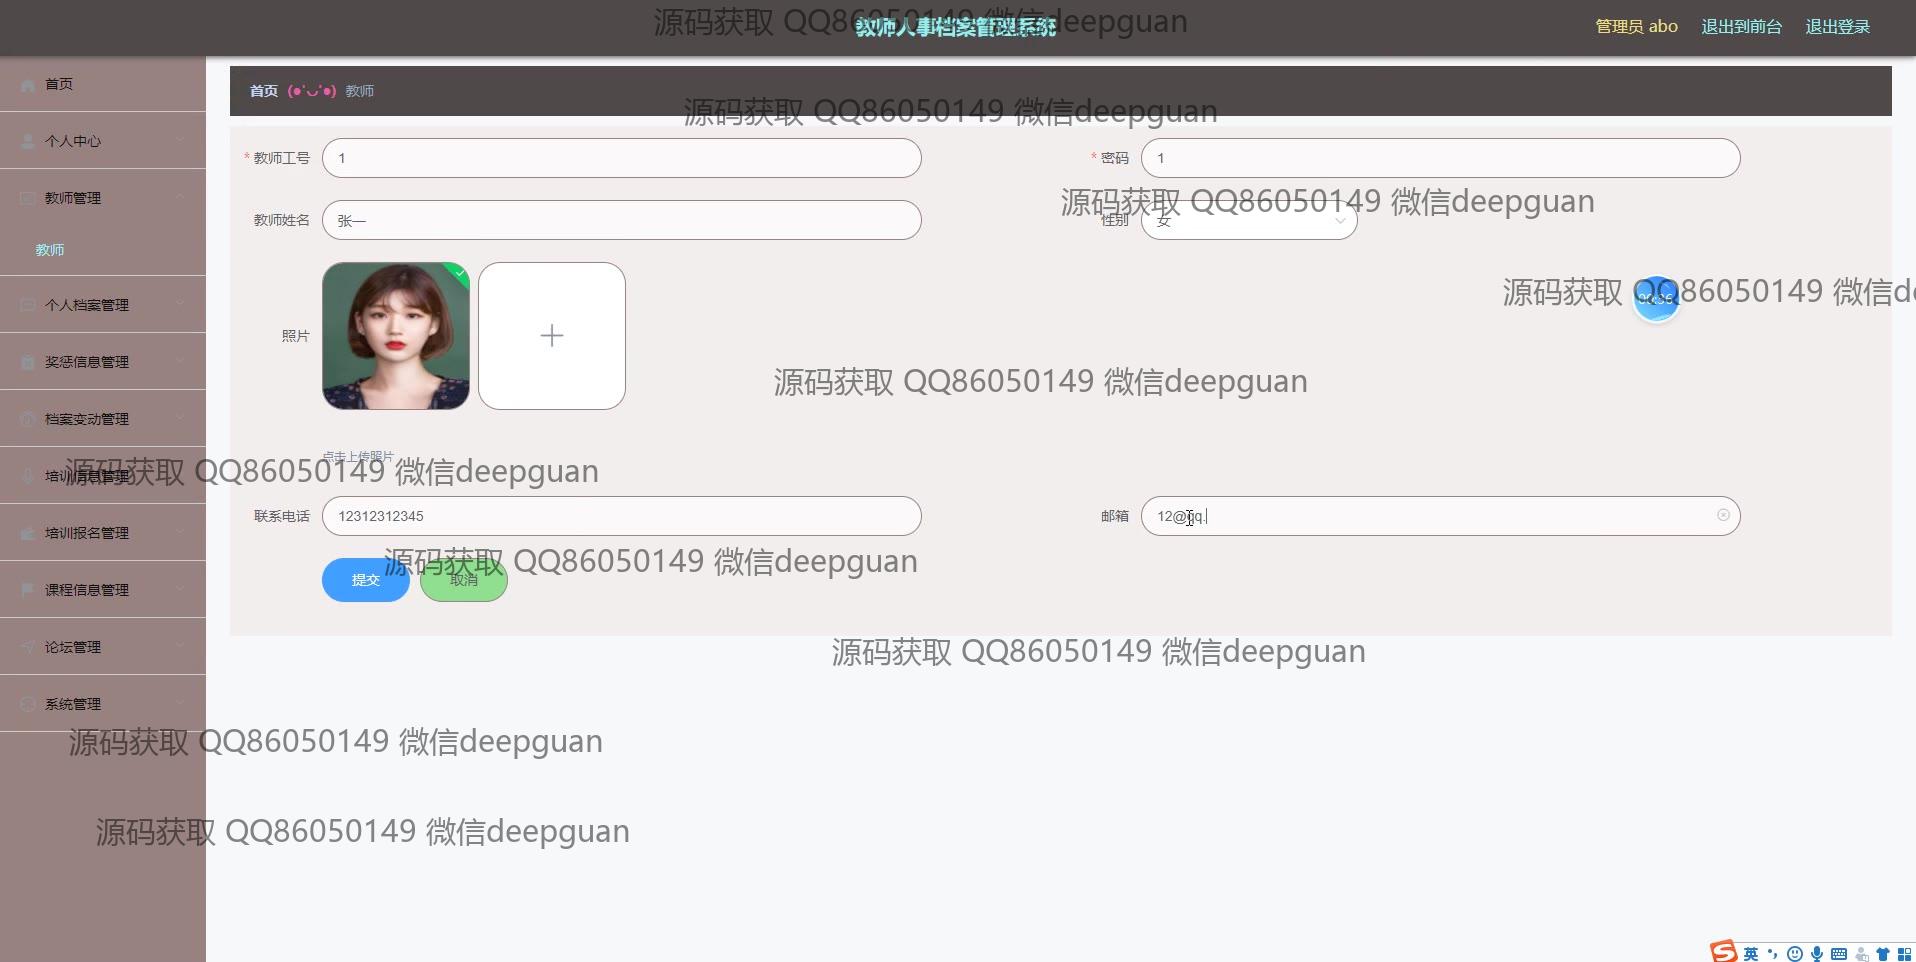 教师人事档案管理系统
管理员 abo
退出到前台
退出登录
源码获取 QQ86050149 微信deepguan
首页
个人中心
教师管理
教师
个人档案管理
奖惩信息管理
档案变动管理
培训信息管理
培训报名管理
课程信息管理
论坛管理
系统管理
首页 (●'◡'●) 教师
源码获取 QQ86050149 微信deepguan
* 教师工号 1
* 密码 1
源码获取 QQ86050149 微信deepguan
教师姓名 张一
性别 女
源码获取 QQ86050149 微信d
00:36
照片
源码获取 QQ86050149 微信deepguan
点击上传照片
源码获取 QQ86050149 微信deepguan
联系电话 12312312345
邮箱 12@qq.
源码获取 QQ86050149 微信deepguan
提交
取消
源码获取 QQ86050149 微信deepguan
源码获取 QQ86050149 微信deepguan
源码获取 QQ86050149 微信deepguan
英